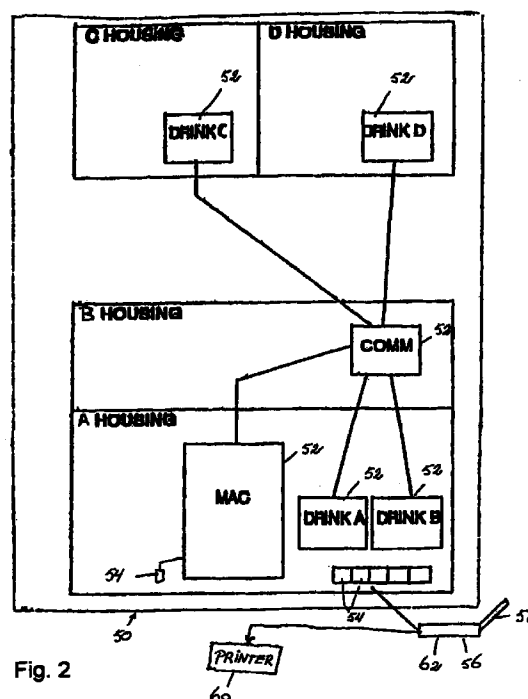 C HOUSING
D HOUSING
52
52
DRINK C
DRINK D
B HOUSING
COMM
52
A HOUSING
52
MAC
52
52
DRINK A
DRINK B
54
54
50
62
56
PRINTER
60
Fig. 2